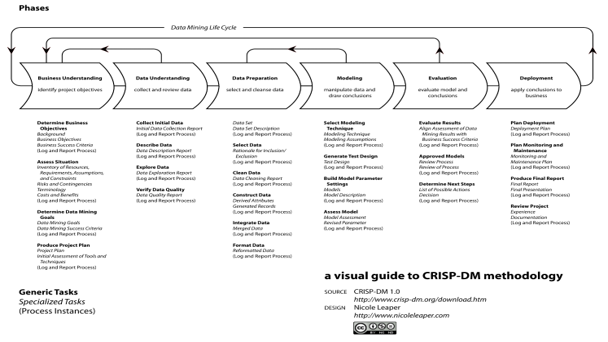 Phases
Data Mining Life Cycle
Business Understanding
identify project objectives
Data Understanding
collect and review data
Data Preparation
select and cleanse data
Modeling
manipulate data and
draw conclusions
Evaluation
evaluate model and
conclusions
Deployment
apply conclusions to
business
Determine Business
Objectives
Background
Business Objectives
Business Success Criteria
(Log and Report Process)
Assess Situation
Inventory of Resources,
Requirements, Assumptions,
and Constraints
Risks and Contingencies
Terminology
Costs and Benefits
(Log and Report Process)
Determine Data Mining
Goals
Data Mining Goals
Data Mining Success Criteria
(Log and Report Process)
Produce Project Plan
Project Plan
Initial Assessment of Tools and
Techniques
(Log and Report Process)
Collect Initial Data
Initial Data Collection Report
(Log and Report Process)
Describe Data
Data Description Report
(Log and Report Process)
Explore Data
Data Exploration Report
(Log and Report Process)
Verify Data Quality
Data Quality Report
(Log and Report Process)
Data Set
Data Set Description
(Log and Report Process)
Select Data
Rationale for Inclusion/
Exclusion
(Log and Report Process)
Clean Data
Data Cleaning Report
(Log and Report Process)
Construct Data
Derived Attributes
Generated Records
(Log and Report Process)
Integrate Data
Merged Data
(Log and Report Process)
Format Data
Reformatted Data
(Log and Report Process)
Select Modeling
Technique
Modeling Technique
Modeling Assumptions
(Log and Report Process)
Generate Test Design
Test Design
(Log and Report Process)
Build Model Parameter
Settings
Models
Model Description
(Log and Report Process)
Assess Model
Model Assessment
Revised Parameter
(Log and Report Process)
Evaluate Results
Align Assessment of Data
Mining Results with
Business Success Criteria
(Log and Report Process)
Approved Models
Review Process
Review of Process
(Log and Report Process)
Determine Next Steps
List of Possible Actions
Decision
(Log and Report Process)
Plan Deployment
Deployment Plan
(Log and Report Process)
Plan Monitoring and
Maintenance
Monitoring and
Maintenance Plan
(Log and Report Process)
Produce Final Report
Final Report
Final Presentation
(Log and Report Process)
Review Project
Experience
Documentation
(Log and Report Process)
Generic Tasks
Specialized Tasks
(Process Instances)
a visual guide to CRISP-DM methodology
SOURCE CRISP-DM 1.0
http://www.crisp-dm.org/download.htm
DESIGN Nicole Leaper
http://www.nicoleleaper.com